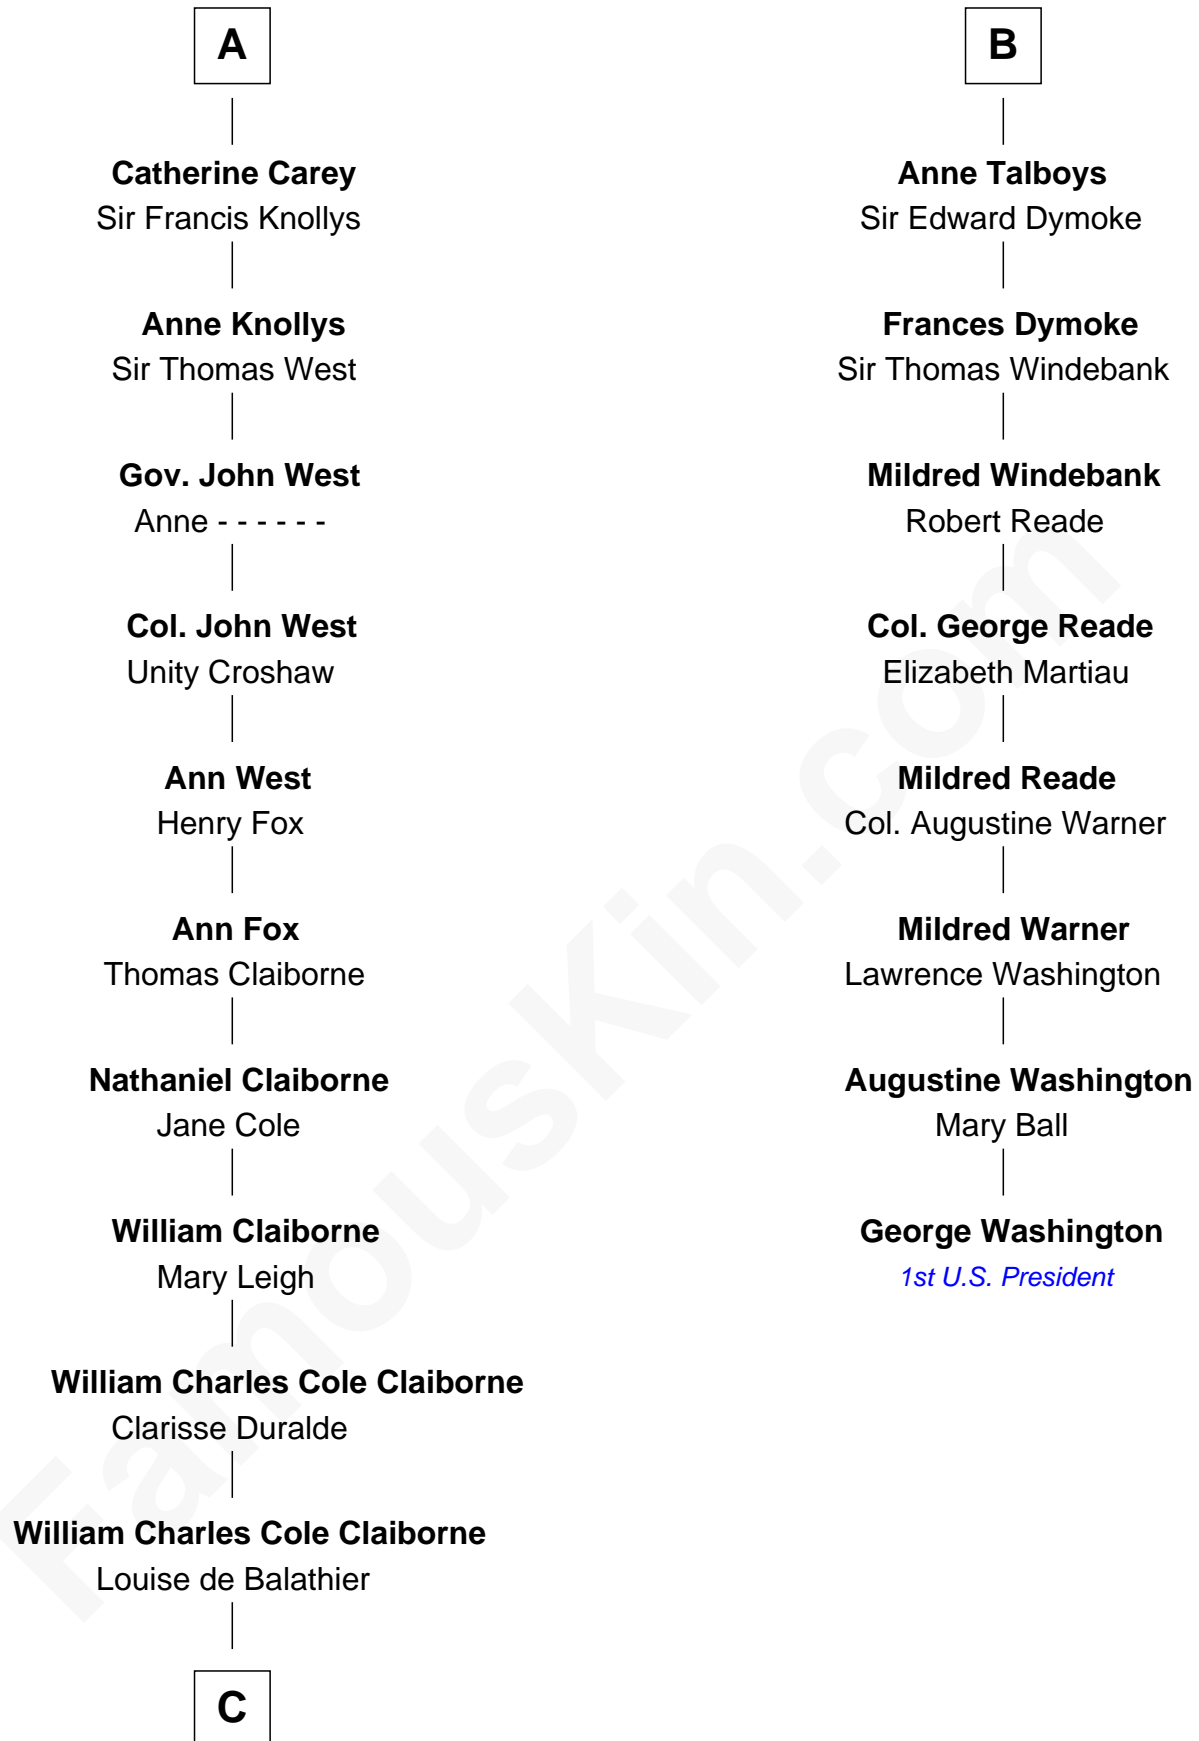 A
Catherine Carey
Sir Francis Knollys
Anne Knollys
Sir Thomas West
Gov. John West
Anne - - - - - -
Col. John West
Unity Croshaw
Ann West
Henry Fox
Ann Fox
Thomas Claiborne
Nathaniel Claiborne
Jane Cole
William Claiborne
Mary Leigh
William Charles Cole Claiborne
Clarisse Duralde
William Charles Cole Claiborne
Louise de Balathier
C
B
Anne Talboys
Sir Edward Dymoke
Frances Dymoke
Sir Thomas Windebank
Mildred Windebank
Robert Reade
Col. George Reade
Elizabeth Martiau
Mildred Reade
Col. Augustine Warner
Mildred Warner
Lawrence Washington
Augustine Washington
Mary Ball
George Washington
1st U.S. President
FamousKin.com